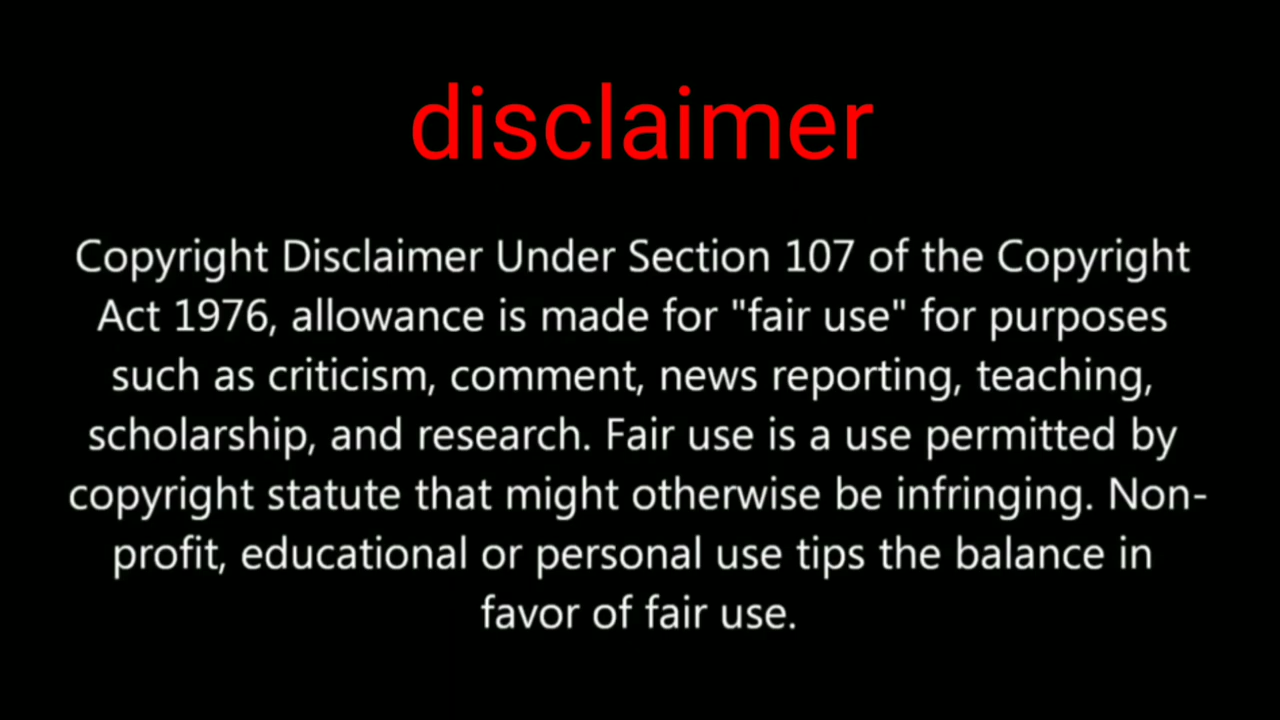 disclaimer
Copyright Disclaimer Under Section 107 of the Copyright
Act 1976, allowance is made for "fair use" for purposes
such as criticism, comment, news reporting, teaching,
scholarship, and research. Fair use is a use permitted by
copyright statute that might otherwise be infringing. Non-
profit, educational or personal use tips the balance in
favor of fair use.